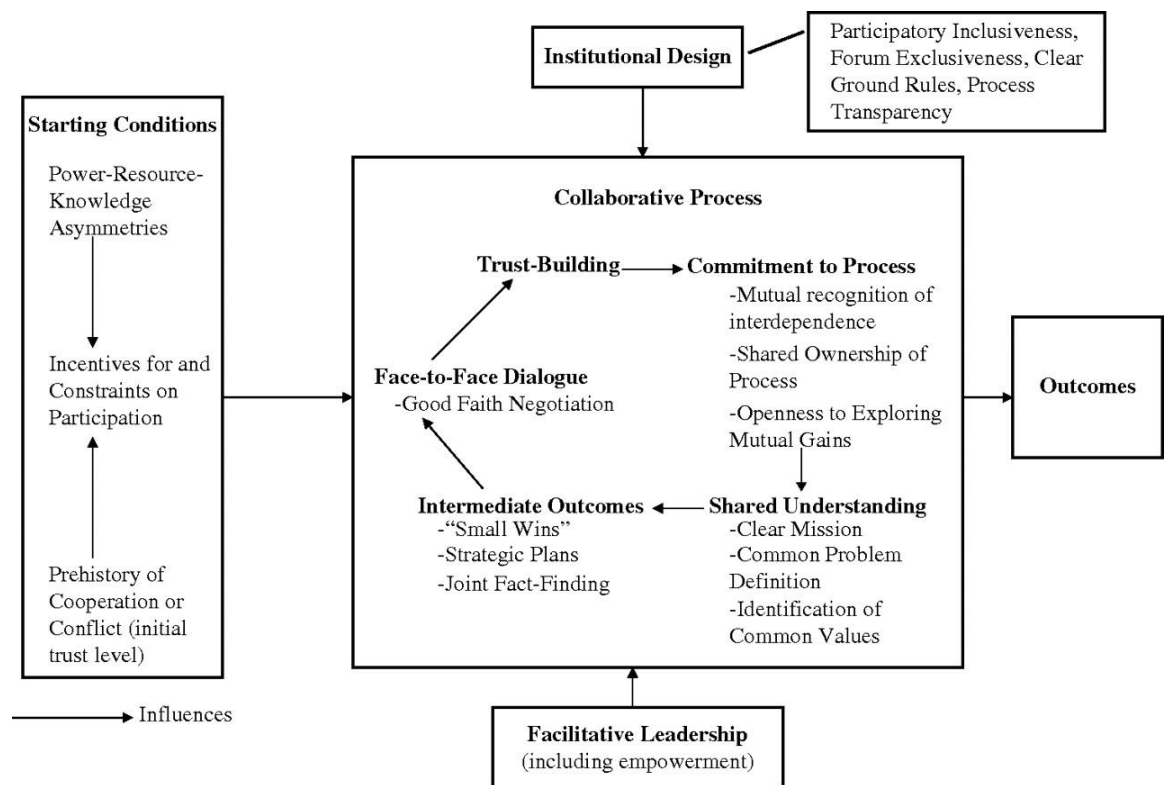 Institutional Design
Participatory Inclusiveness,
Forum Exclusiveness, Clear
Ground Rules, Process
Transparency
Starting Conditions
Power-Resource-
Knowledge
Asymmetries
Incentives for and
Constraints on
Participation
Prehistory of
Cooperation or
Conflict (initial
trust level)
Collaborative Process
Trust-Building
Commitment to Process
-Mutual recognition of
interdependence
-Shared Ownership of
Process
-Openness to Exploring
Mutual Gains
Face-to-Face Dialogue
-Good Faith Negotiation
Intermediate Outcomes
-“Small Wins”
-Strategic Plans
-Joint Fact-Finding
Shared Understanding
-Clear Mission
-Common Problem
Definition
-Identification of
Common Values
Outcomes
Influences
Facilitative Leadership
(including empowerment)